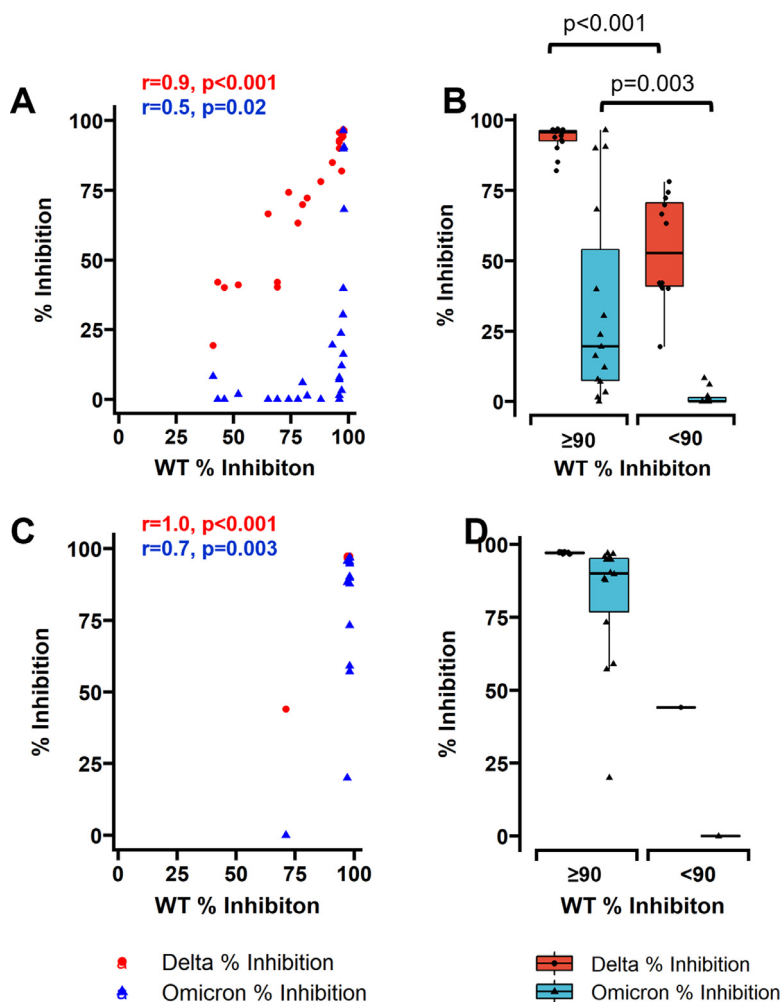 p<0.001
r=0.9, p<0.001
r=0.5, p=0.02
p=0.003
A
B
100
75
50
25
0
% Inhibition
0 25 50 75 100
WT % Inhibiton
100
75
50
25
0
% Inhibition
≥90 <90
WT % Inhibiton
C
D
r=1.0, p<0.001
r=0.7, p=0.003
100
75
50
25
0
% Inhibition
0 25 50 75 100
WT % Inhibiton
100
75
50
25
0
% Inhibition
≥90 <90
WT % Inhibiton
Delta % Inhibition
Omicron % Inhibition
Delta % Inhibition
Omicron % Inhibition